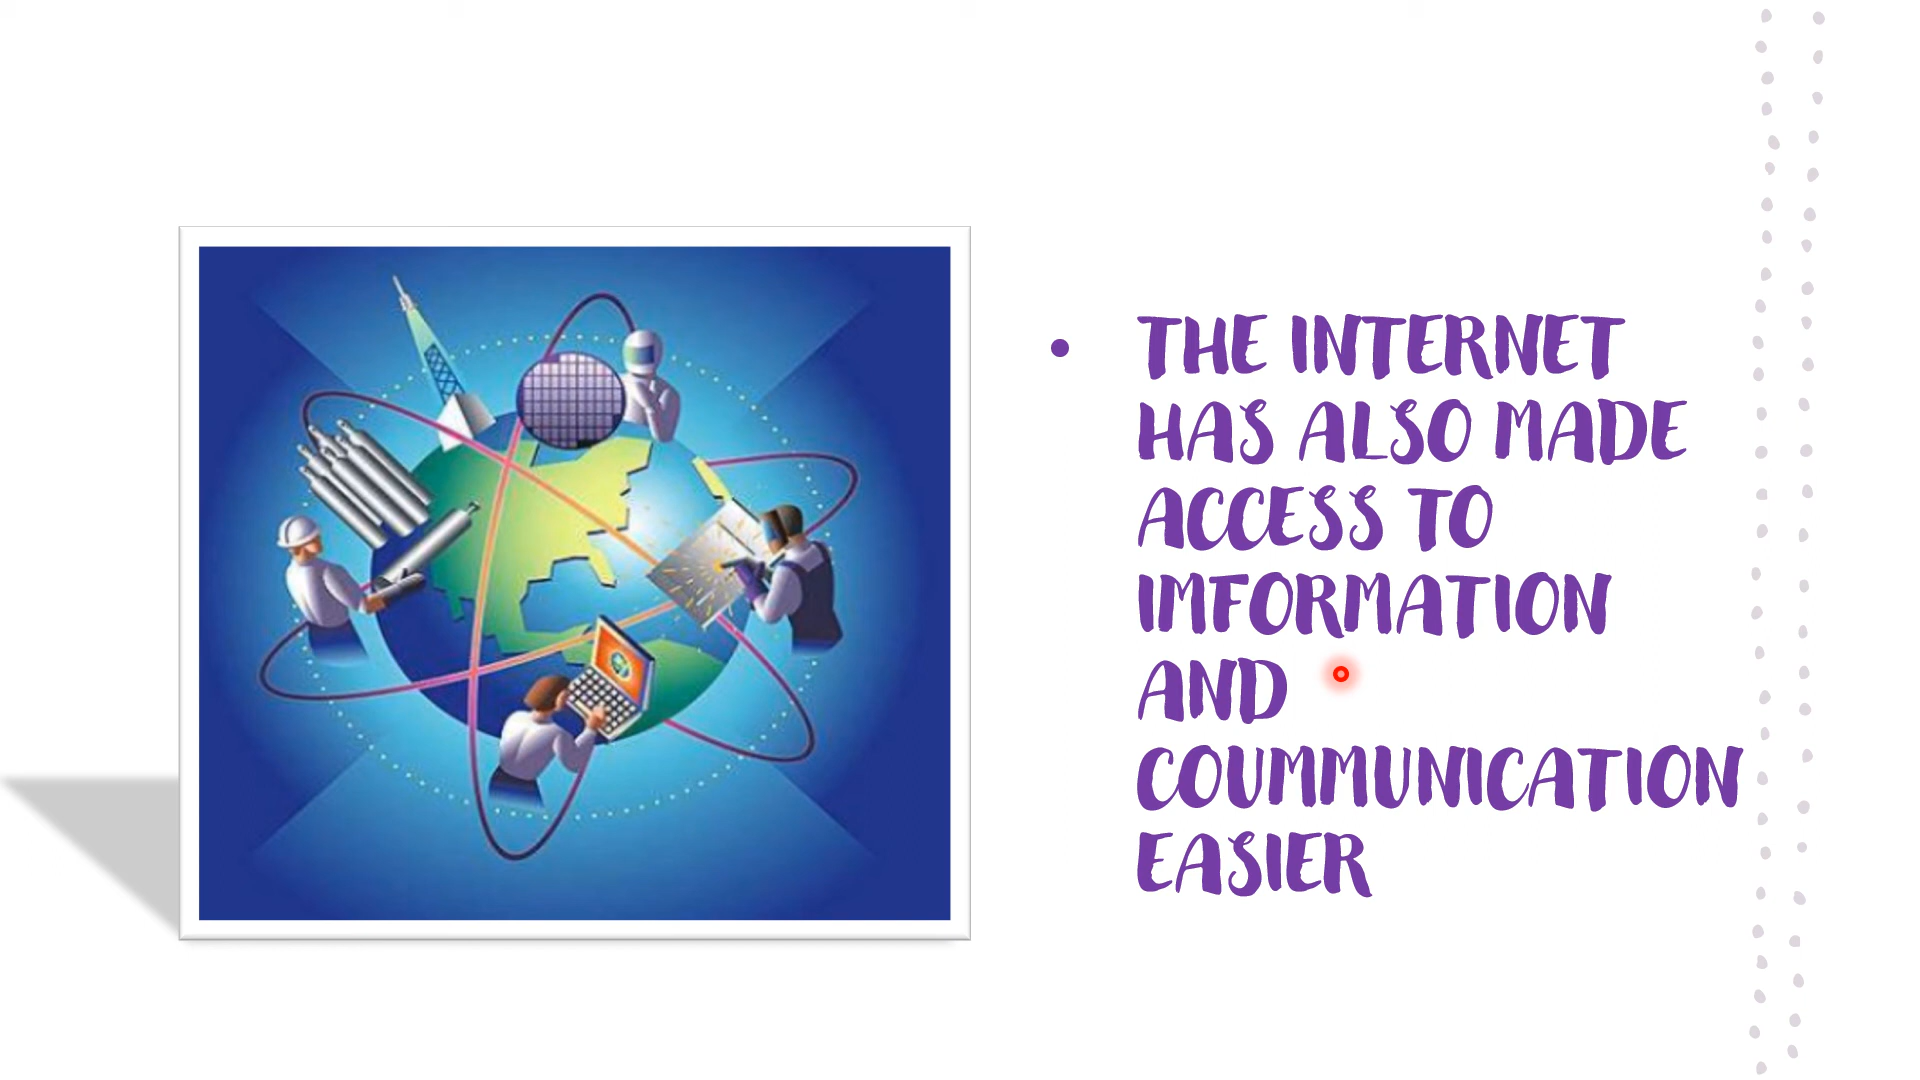 • THE INTERNET
HAS ALSO MADE
ACCESS TO
IMFORMATION
AND
COUMMUNICATION
EASIER